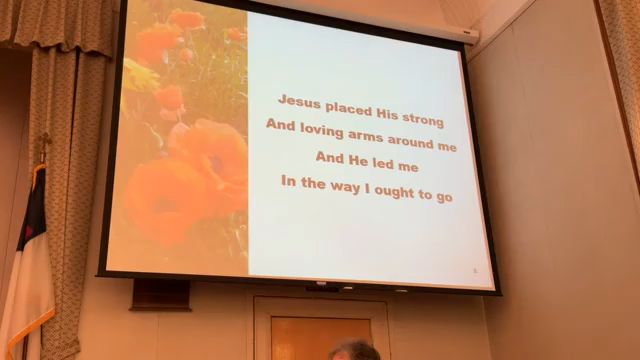 Jesus placed His strong
And loving arms around me
And He led me
In the way I ought to go